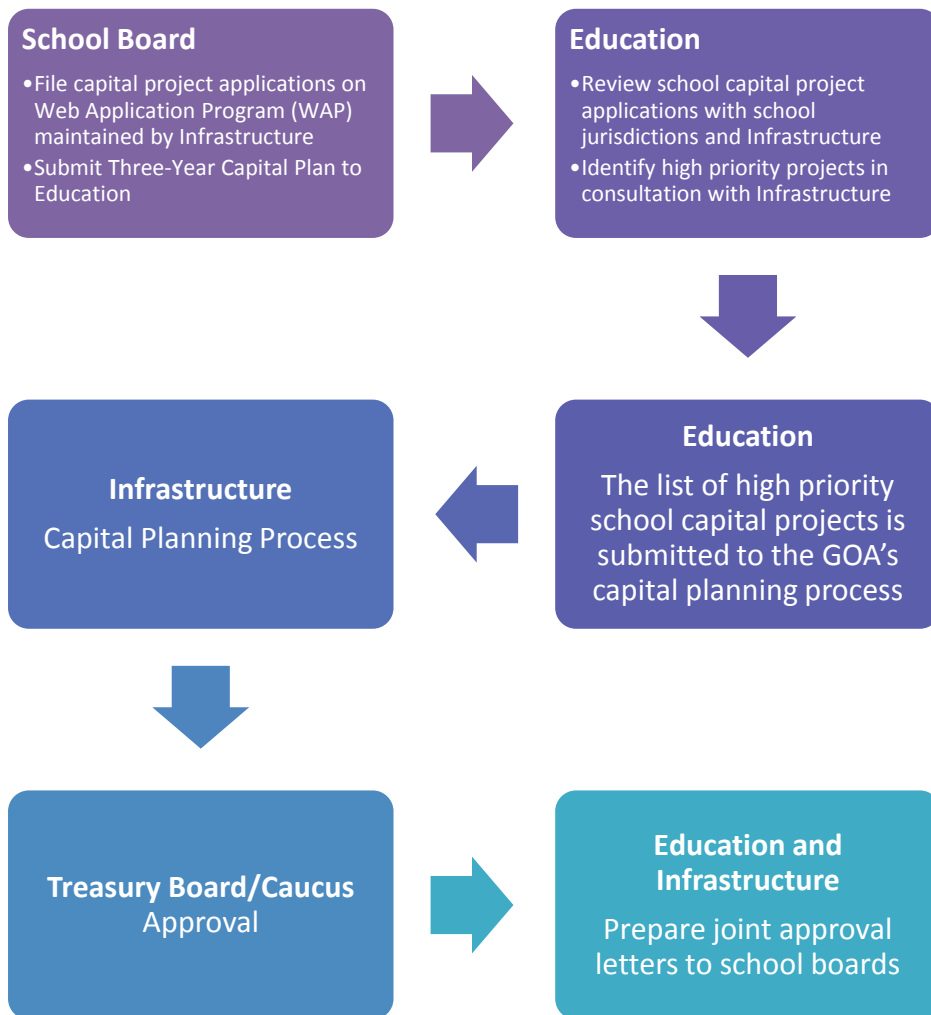 School Board
•File capital project applications on
Web Application Program (WAP)
maintained by Infrastructure
•Submit Three-Year Capital Plan to
Education
Education
•Review school capital project
applications with school
jurisdictions and Infrastructure
•Identify high priority projects in
consultation with Infrastructure
Education
The list of high priority
school capital projects is
submitted to the GOA's
capital planning process
Infrastructure
Capital Planning Process
Treasury Board/Caucus
Approval
Education and
Infrastructure
Prepare joint approval
letters to school boards